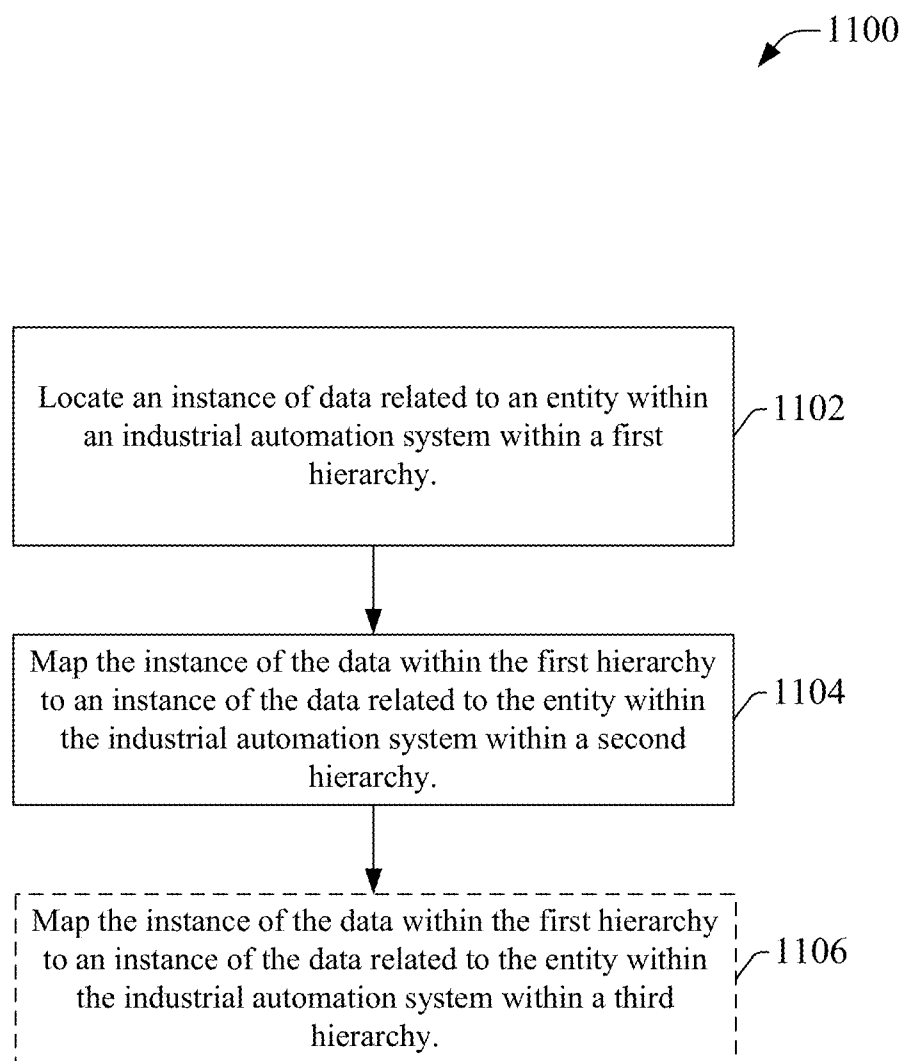 1100
Locate an instance of data related to an entity within
an industrial automation system within a first
hierarchy.
1102
Map the instance of the data within the first hierarchy
to an instance of the data related to the entity within
the industrial automation system within a second
hierarchy.
1104
Map the instance of the data within the first hierarchy
to an instance of the data related to the entity within
the industrial automation system within a third
hierarchy.
1106